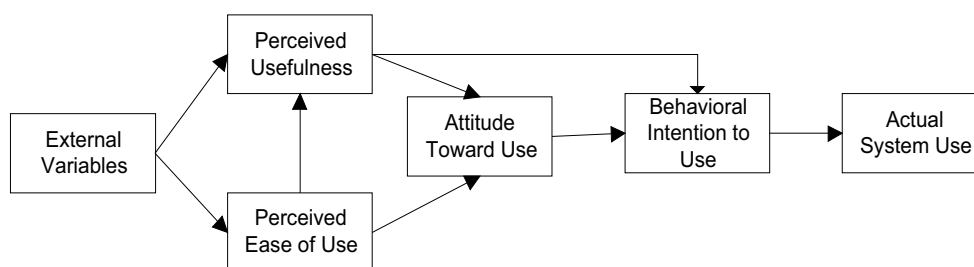 Perceived
Usefulness
External
Variables
Perceived
Ease of Use
Attitude
Toward Use
Behavioral
Intention to
Use
Actual
System Use